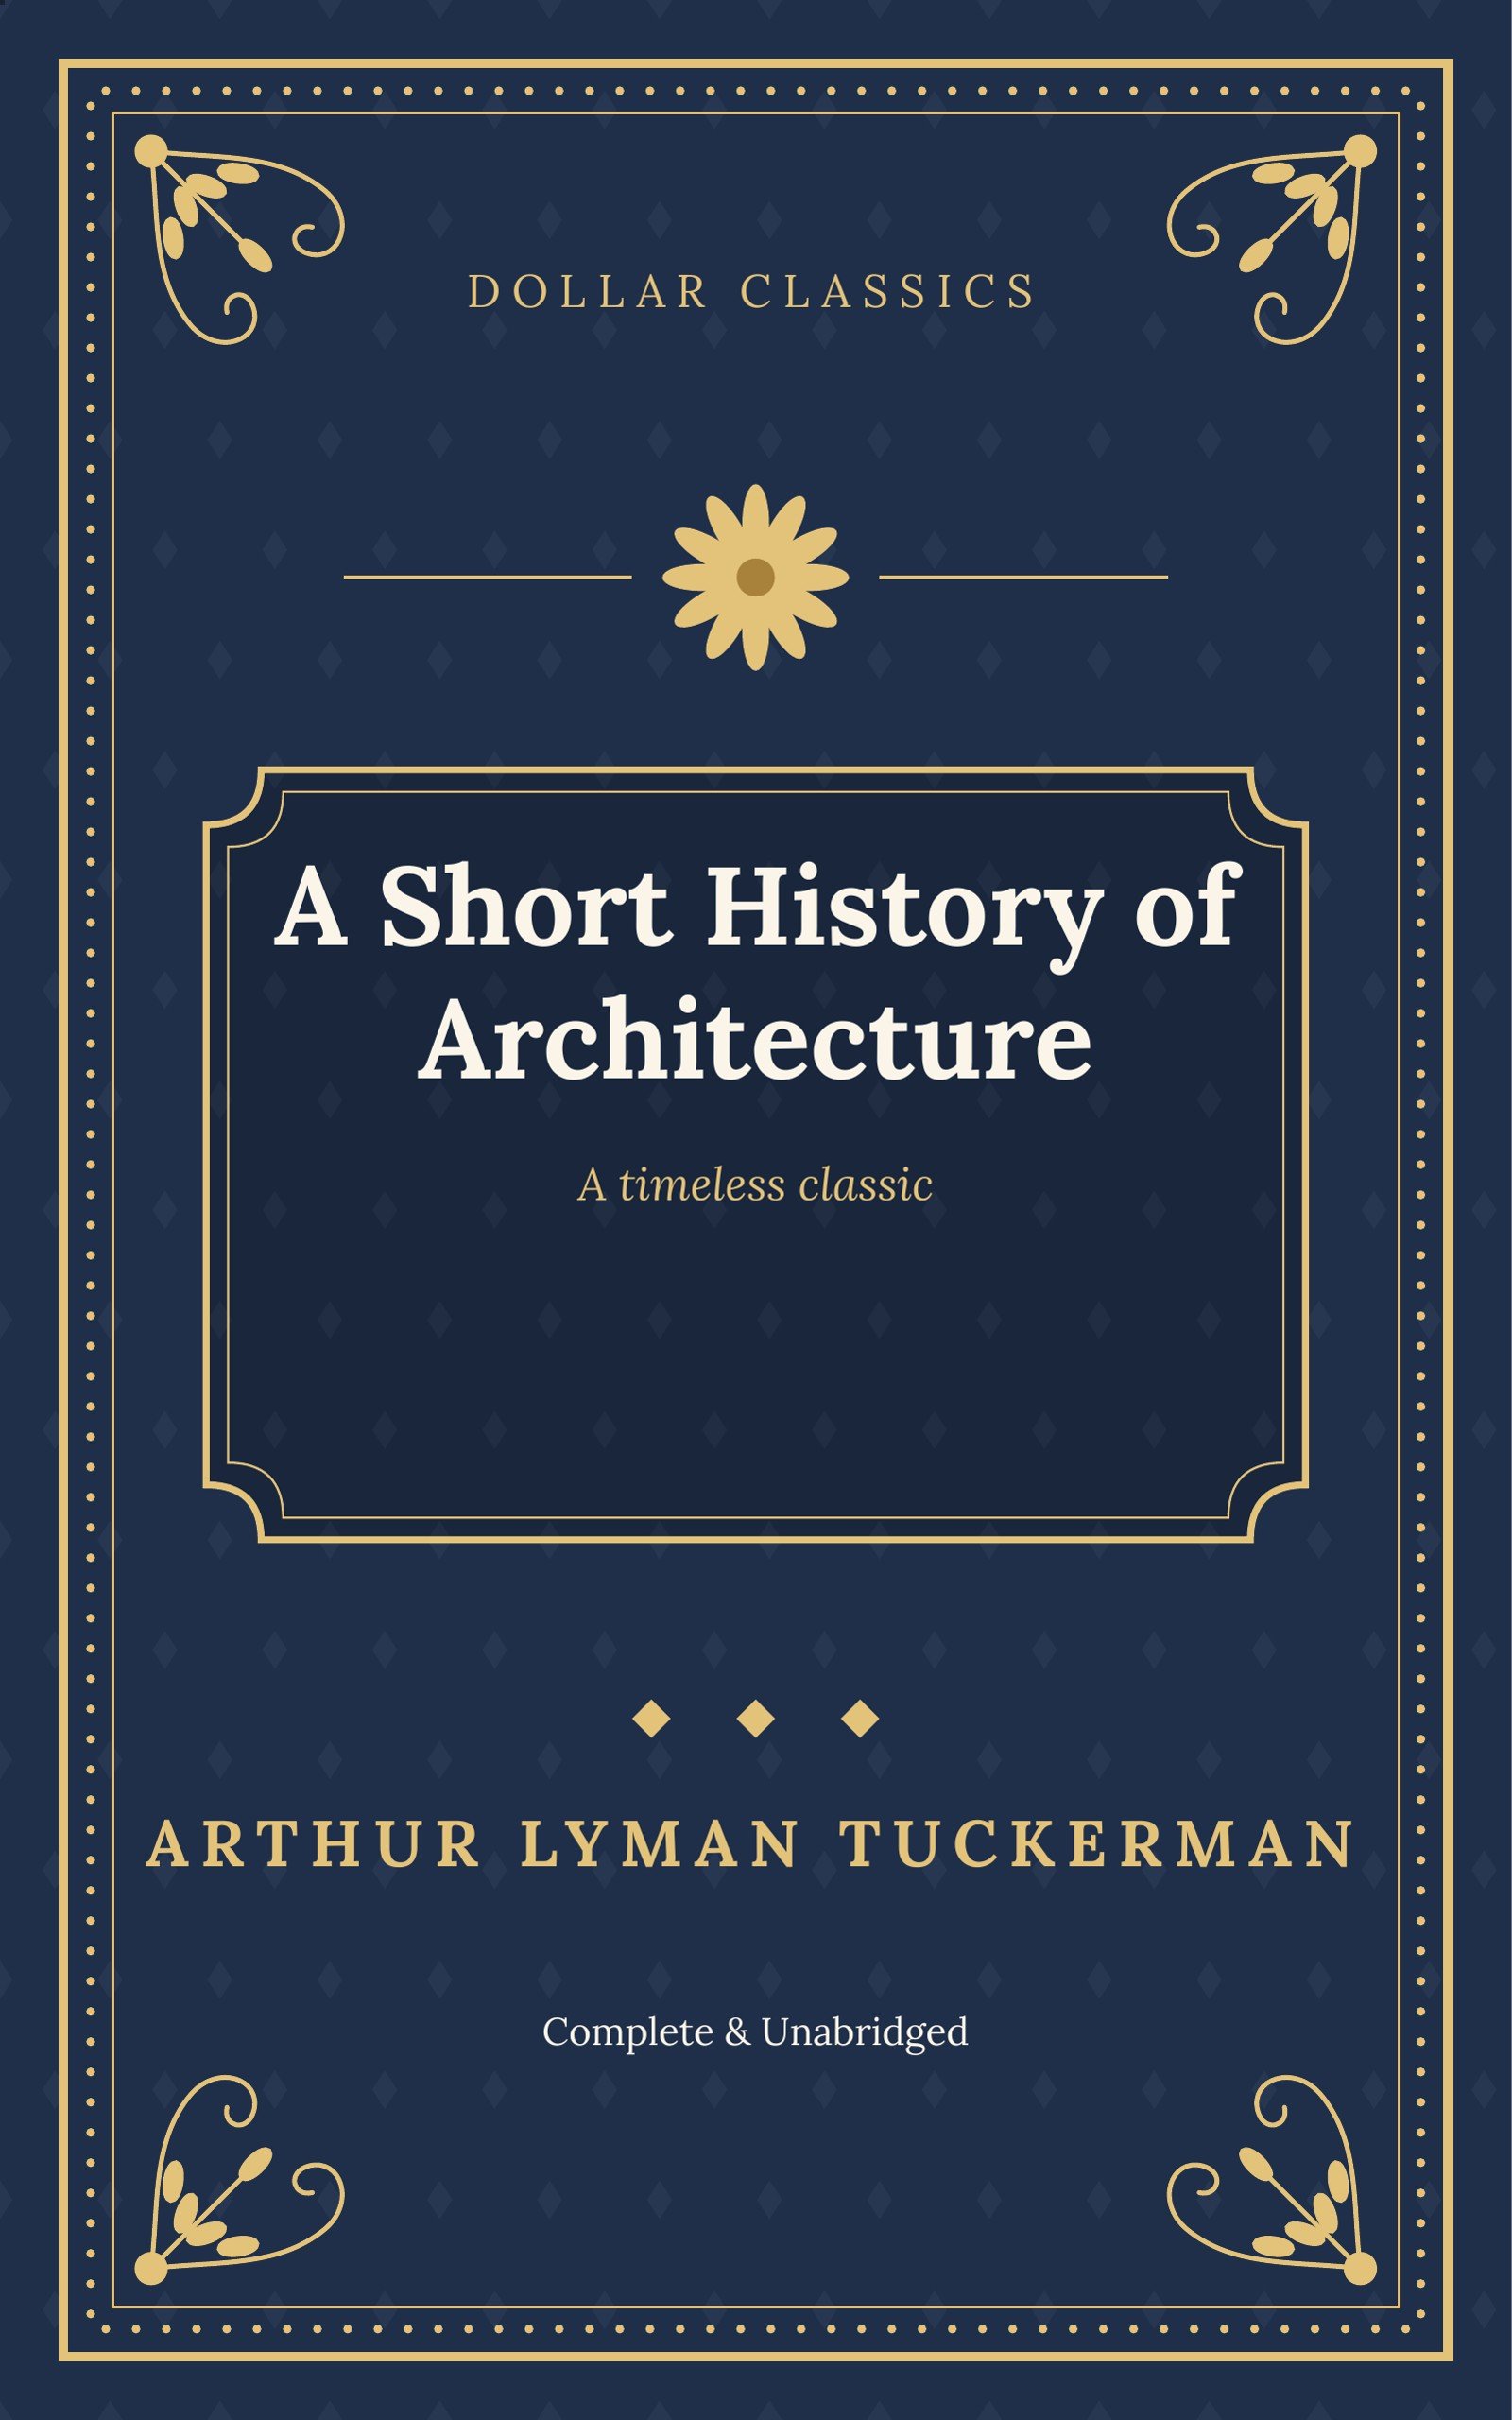 DOLLAR CLASSICS
A Short History of
Architecture
A timeless classic
ARTHUR LYMAN TUCKERMAN
Complete & Unabridged